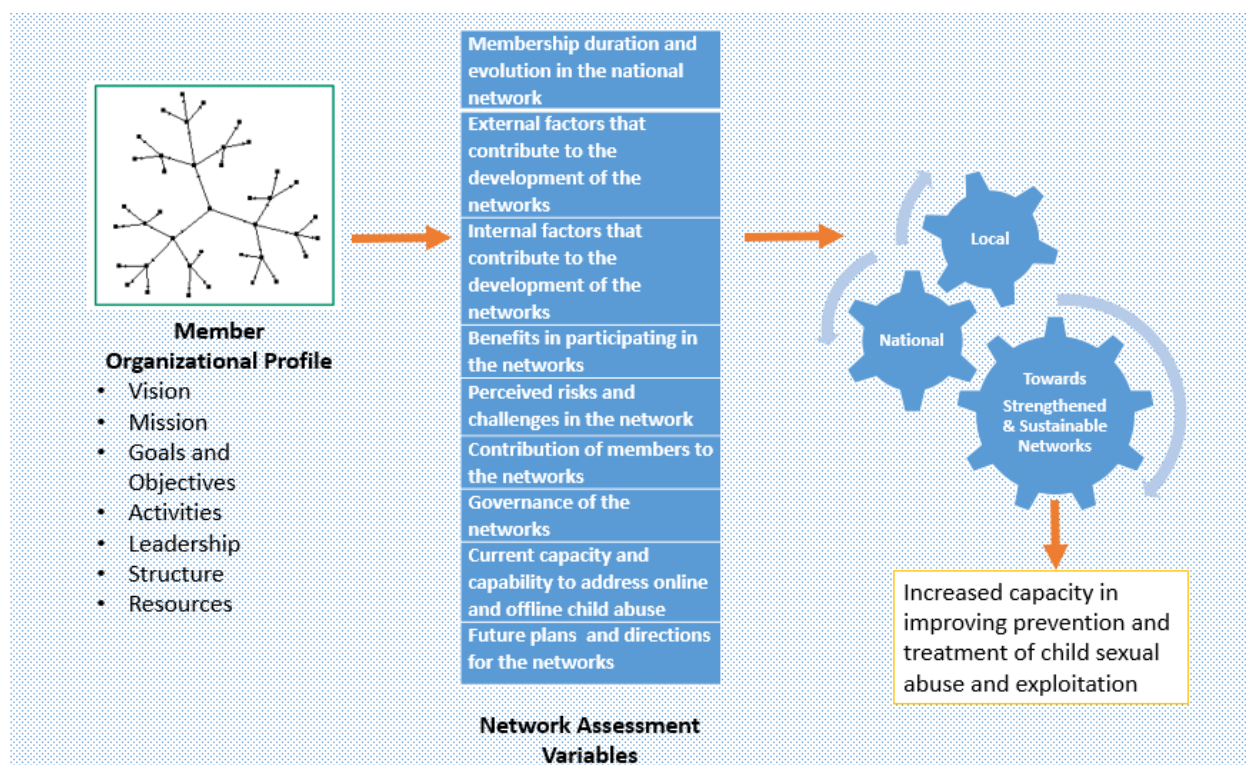 Member
Organizational Profile
• Vision
• Mission
• Goals and
Objectives
• Activities
• Leadership
• Structure
• Resources
Membership duration and
evolution in the national
network
External factors that
contribute to the
development of the
networks
Internal factors that
contribute to the
development of the
networks
Benefits in participating in
the networks
Perceived risks and
challenges in the network
Contribution of members to
the networks
Governance of the
networks
Current capacity and
capability to address online
and offline child abuse
Future plans and directions
for the networks
Network Assessment
Variables
Local
National
Towards
Strengthened
& Sustainable
Networks
Increased capacity in
improving prevention and
treatment of child sexual
abuse and exploitation